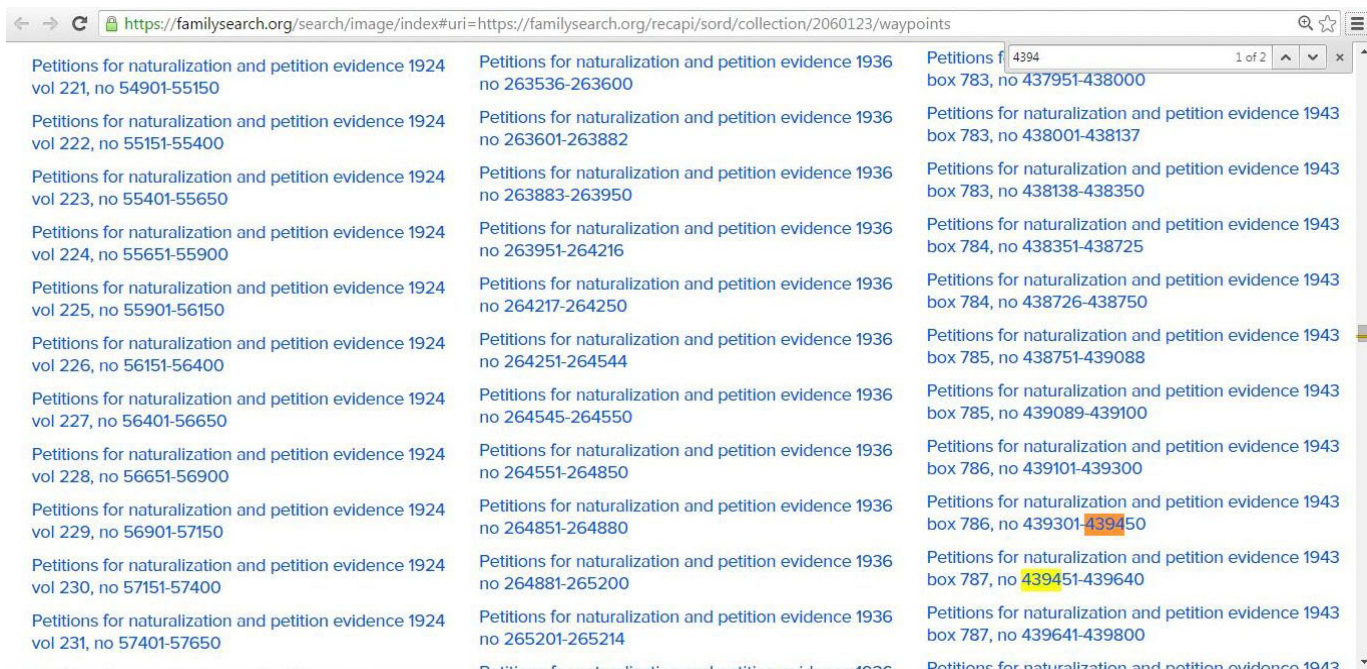 https://familysearch.org/search/image/index#uri=https://familysearch.org/recapi/sord/collection/2060123/waypoints
4394
1 of 2
Petitions for naturalization and petition evidence 1924
vol 221, no 54901-55150
Petitions for naturalization and petition evidence 1924
vol 222, no 55151-55400
Petitions for naturalization and petition evidence 1924
vol 223, no 55401-55650
Petitions for naturalization and petition evidence 1924
vol 224, no 55651-55900
Petitions for naturalization and petition evidence 1924
vol 225, no 55901-56150
Petitions for naturalization and petition evidence 1924
vol 226, no 56151-56400
Petitions for naturalization and petition evidence 1924
vol 227, no 56401-56650
Petitions for naturalization and petition evidence 1924
vol 228, no 56651-56900
Petitions for naturalization and petition evidence 1924
vol 229, no 56901-57150
Petitions for naturalization and petition evidence 1924
vol 230, no 57151-57400
Petitions for naturalization and petition evidence 1924
vol 231, no 57401-57650
Petitions for naturalization and petition evidence 1936
no 263536-263600
Petitions for naturalization and petition evidence 1936
no 263601-263882
Petitions for naturalization and petition evidence 1936
no 263883-263950
Petitions for naturalization and petition evidence 1936
no 263951-264216
Petitions for naturalization and petition evidence 1936
no 264217-264250
Petitions for naturalization and petition evidence 1936
no 264251-264544
Petitions for naturalization and petition evidence 1936
no 264545-264550
Petitions for naturalization and petition evidence 1936
no 264551-264850
Petitions for naturalization and petition evidence 1936
no 264851-264880
Petitions for naturalization and petition evidence 1936
no 264881-265200
Petitions for naturalization and petition evidence 1936
no 265201-265214
Petitions f
box 783, no 437951-438000
Petitions for naturalization and petition evidence 1943
box 783, no 438001-438137
Petitions for naturalization and petition evidence 1943
box 783, no 438138-438350
Petitions for naturalization and petition evidence 1943
box 784, no 438351-438725
Petitions for naturalization and petition evidence 1943
box 784, no 438726-438750
Petitions for naturalization and petition evidence 1943
box 785, no 438751-439088
Petitions for naturalization and petition evidence 1943
box 785, no 439089-439100
Petitions for naturalization and petition evidence 1943
box 786, no 439101-439300
Petitions for naturalization and petition evidence 1943
box 786, no 439301-439450
Petitions for naturalization and petition evidence 1943
box 787, no 439451-439640
Petitions for naturalization and petition evidence 1943
box 787, no 439641-439800
Petitions for naturalization and petition evidence 1943